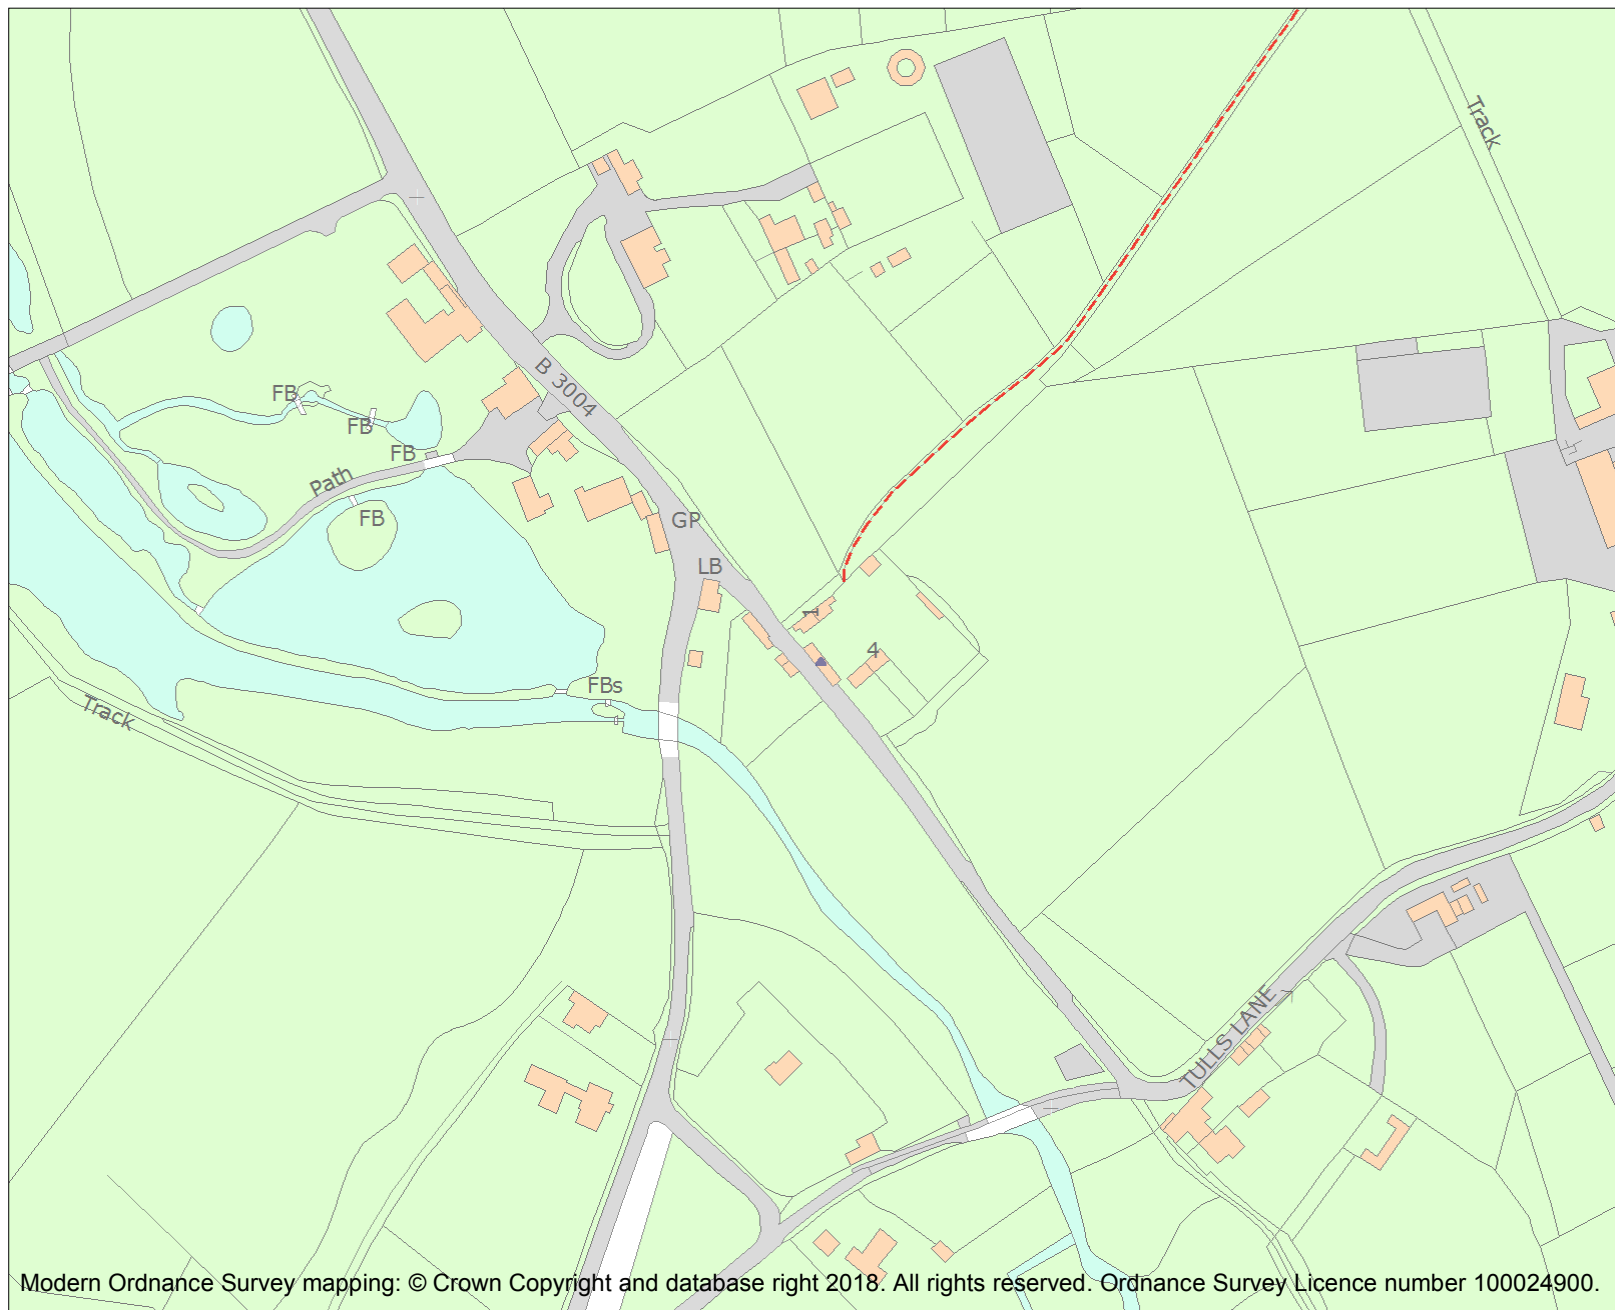 Track
B 3004
FB
FB
FB
Path
FB
GP
LB
1
4
FBs
Track
TULLS LANE
Modern Ordnance Survey mapping: © Crown Copyright and database right 2018. All rights reserved. Ordnance Survey Licence number 100024900.